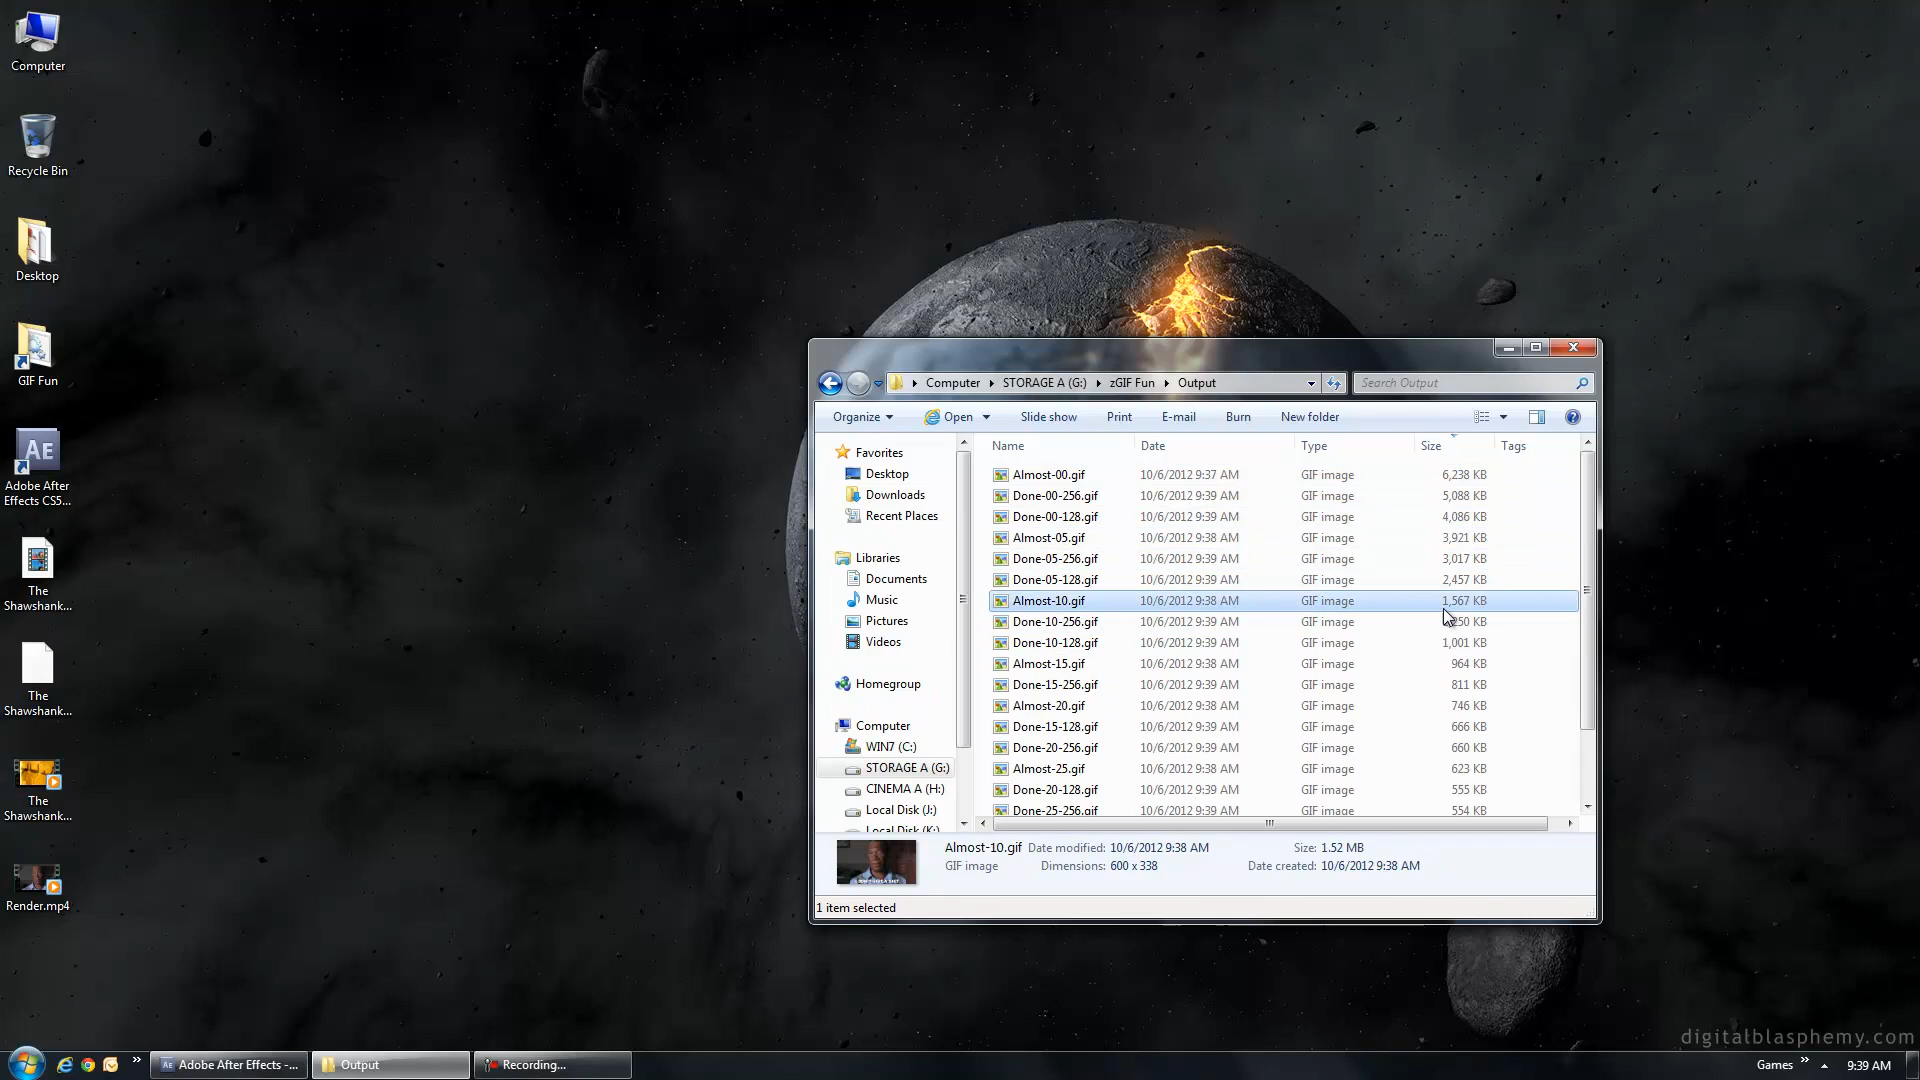 Computer
Recycle Bin
Desktop
GIF Fun
Adobe After
Effects CS5...
The
Shawshank...
The
Shawshank...
The
Shawshank...
Render.mp4
Computer STORAGE A (G:) zGIF Fun Output
Search Output
Organize Open Slide show Print E-mail Burn New folder
Favorites
Desktop
Downloads
Recent Places
Libraries
Documents
Music
Pictures
Videos
Homegroup
Computer
WIN7 (C:)
STORAGE A (G:)
CINEMA A (H:)
Local Disk (J:)
Local Disk (K:)
Name Date Type Size Tags
Almost-00.gif 10/6/2012 9:37 AM GIF image 6,238 KB
Done-00-256.gif 10/6/2012 9:39 AM GIF image 5,088 KB
Done-00-128.gif 10/6/2012 9:39 AM GIF image 4,086 KB
Almost-05.gif 10/6/2012 9:38 AM GIF image 3,921 KB
Done-05-256.gif 10/6/2012 9:39 AM GIF image 3,017 KB
Done-05-128.gif 10/6/2012 9:39 AM GIF image 2,457 KB
Almost-10.gif 10/6/2012 9:38 AM GIF image 1,567 KB
Done-10-256.gif 10/6/2012 9:39 AM GIF image 250 KB
Done-10-128.gif 10/6/2012 9:39 AM GIF image 1,001 KB
Almost-15.gif 10/6/2012 9:38 AM GIF image 964 KB
Done-15-256.gif 10/6/2012 9:39 AM GIF image 811 KB
Almost-20.gif 10/6/2012 9:38 AM GIF image 746 KB
Done-15-128.gif 10/6/2012 9:39 AM GIF image 666 KB
Done-20-256.gif 10/6/2012 9:39 AM GIF image 660 KB
Almost-25.gif 10/6/2012 9:38 AM GIF image 623 KB
Done-20-128.gif 10/6/2012 9:39 AM GIF image 555 KB
Done-25-256.gif 10/6/2012 9:39 AM GIF image 554 KB
Almost-10.gif Date modified: 10/6/2012 9:38 AM Size: 1.52 MB
GIF image Dimensions: 600 x 338 Date created: 10/6/2012 9:38 AM
1 item selected
digitalblasphemy.com
Adobe After Effects -... Output Recording... Games 9:39 AM